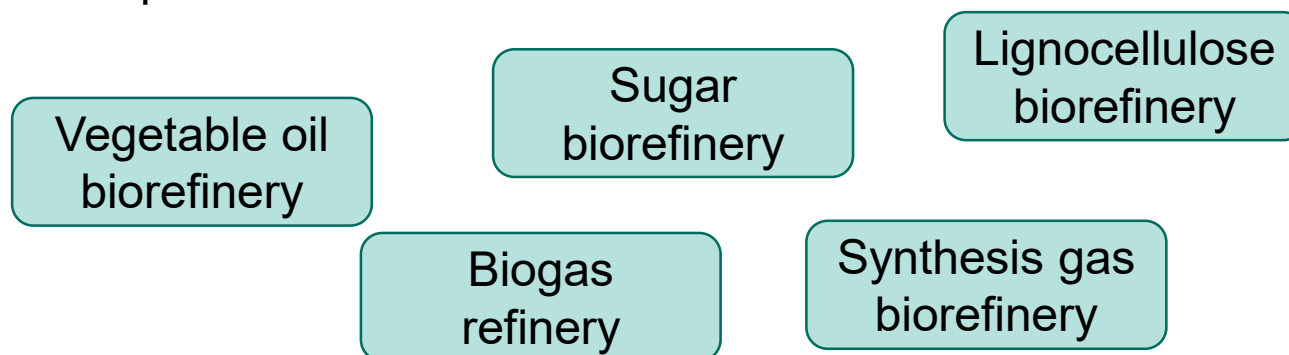 Lignocellulose
biorefinery
Sugar
biorefinery
Vegetable oil
biorefinery
Synthesis gas
biorefinery
Biogas
refinery